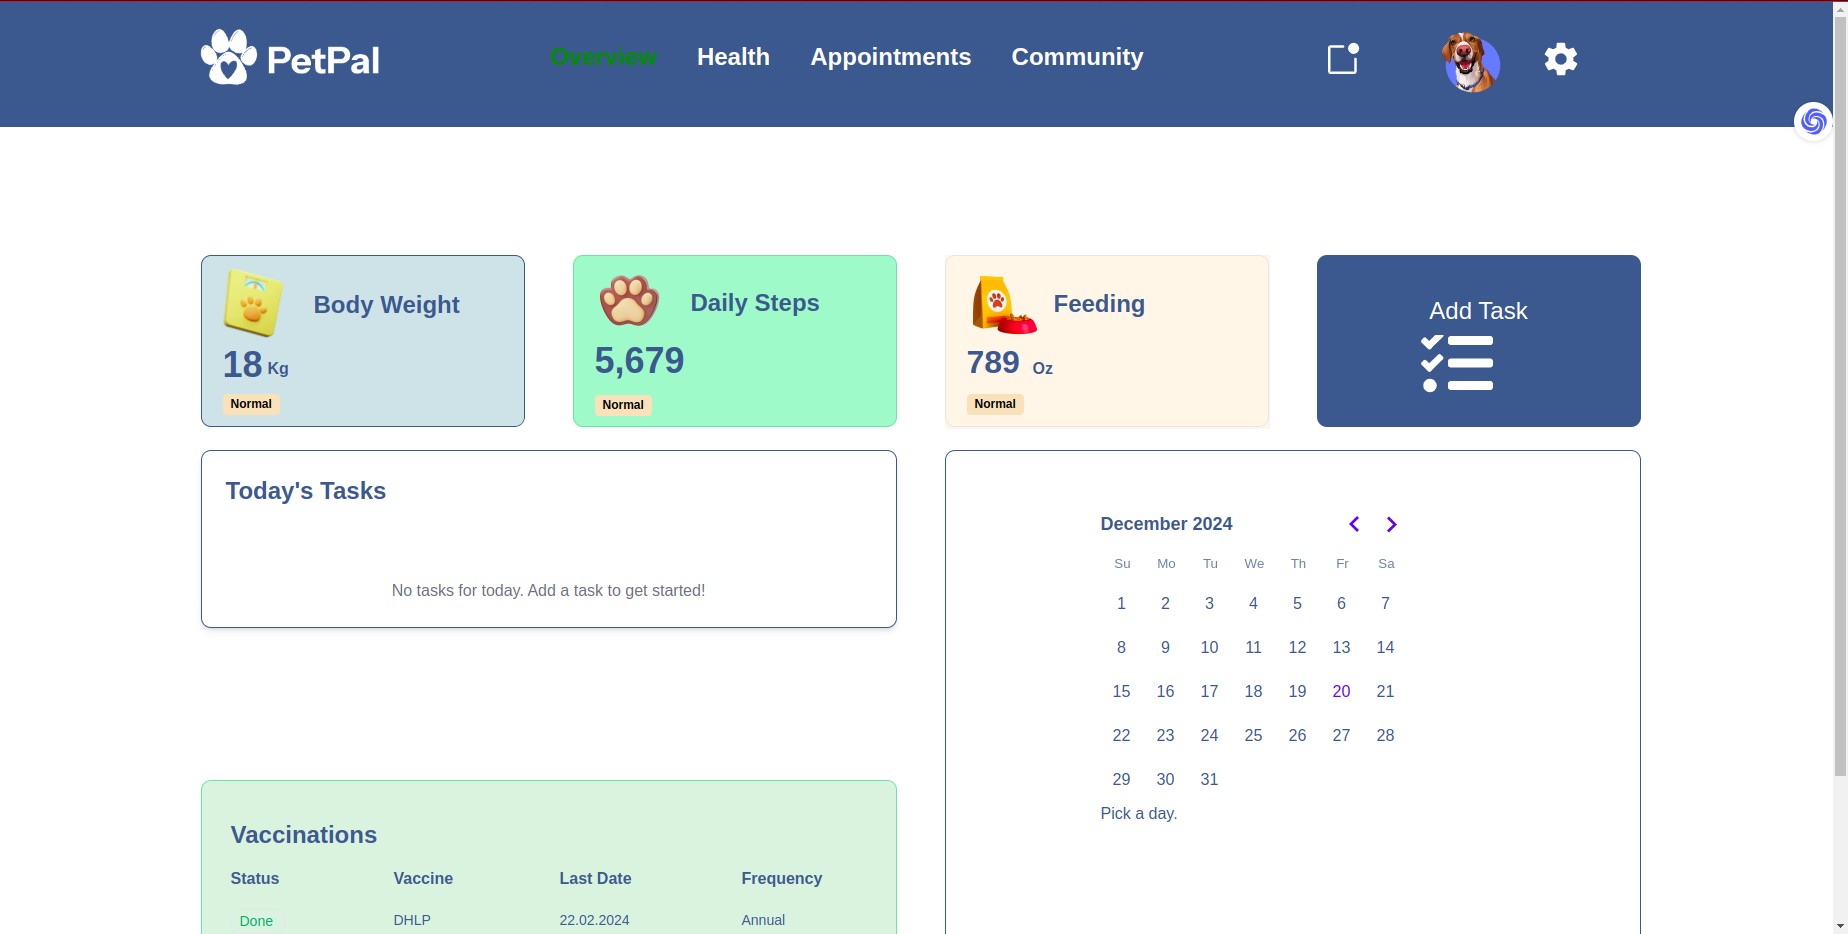 PetPal
Overview Health Appointments Community
Body Weight
18 Kg
Normal
Daily Steps
5,679
Normal
Feeding
789 Oz
Normal
Add Task
Today's Tasks
No tasks for today. Add a task to get started!
December 2024
Su Mo Tu We Th Fr Sa
1 2 3 4 5 6 7
8 9 10 11 12 13 14
15 16 17 18 19 20 21
22 23 24 25 26 27 28
29 30 31
Pick a day.
Vaccinations
Status Vaccine Last Date Frequency
Done DHLP 22.02.2024 Annual